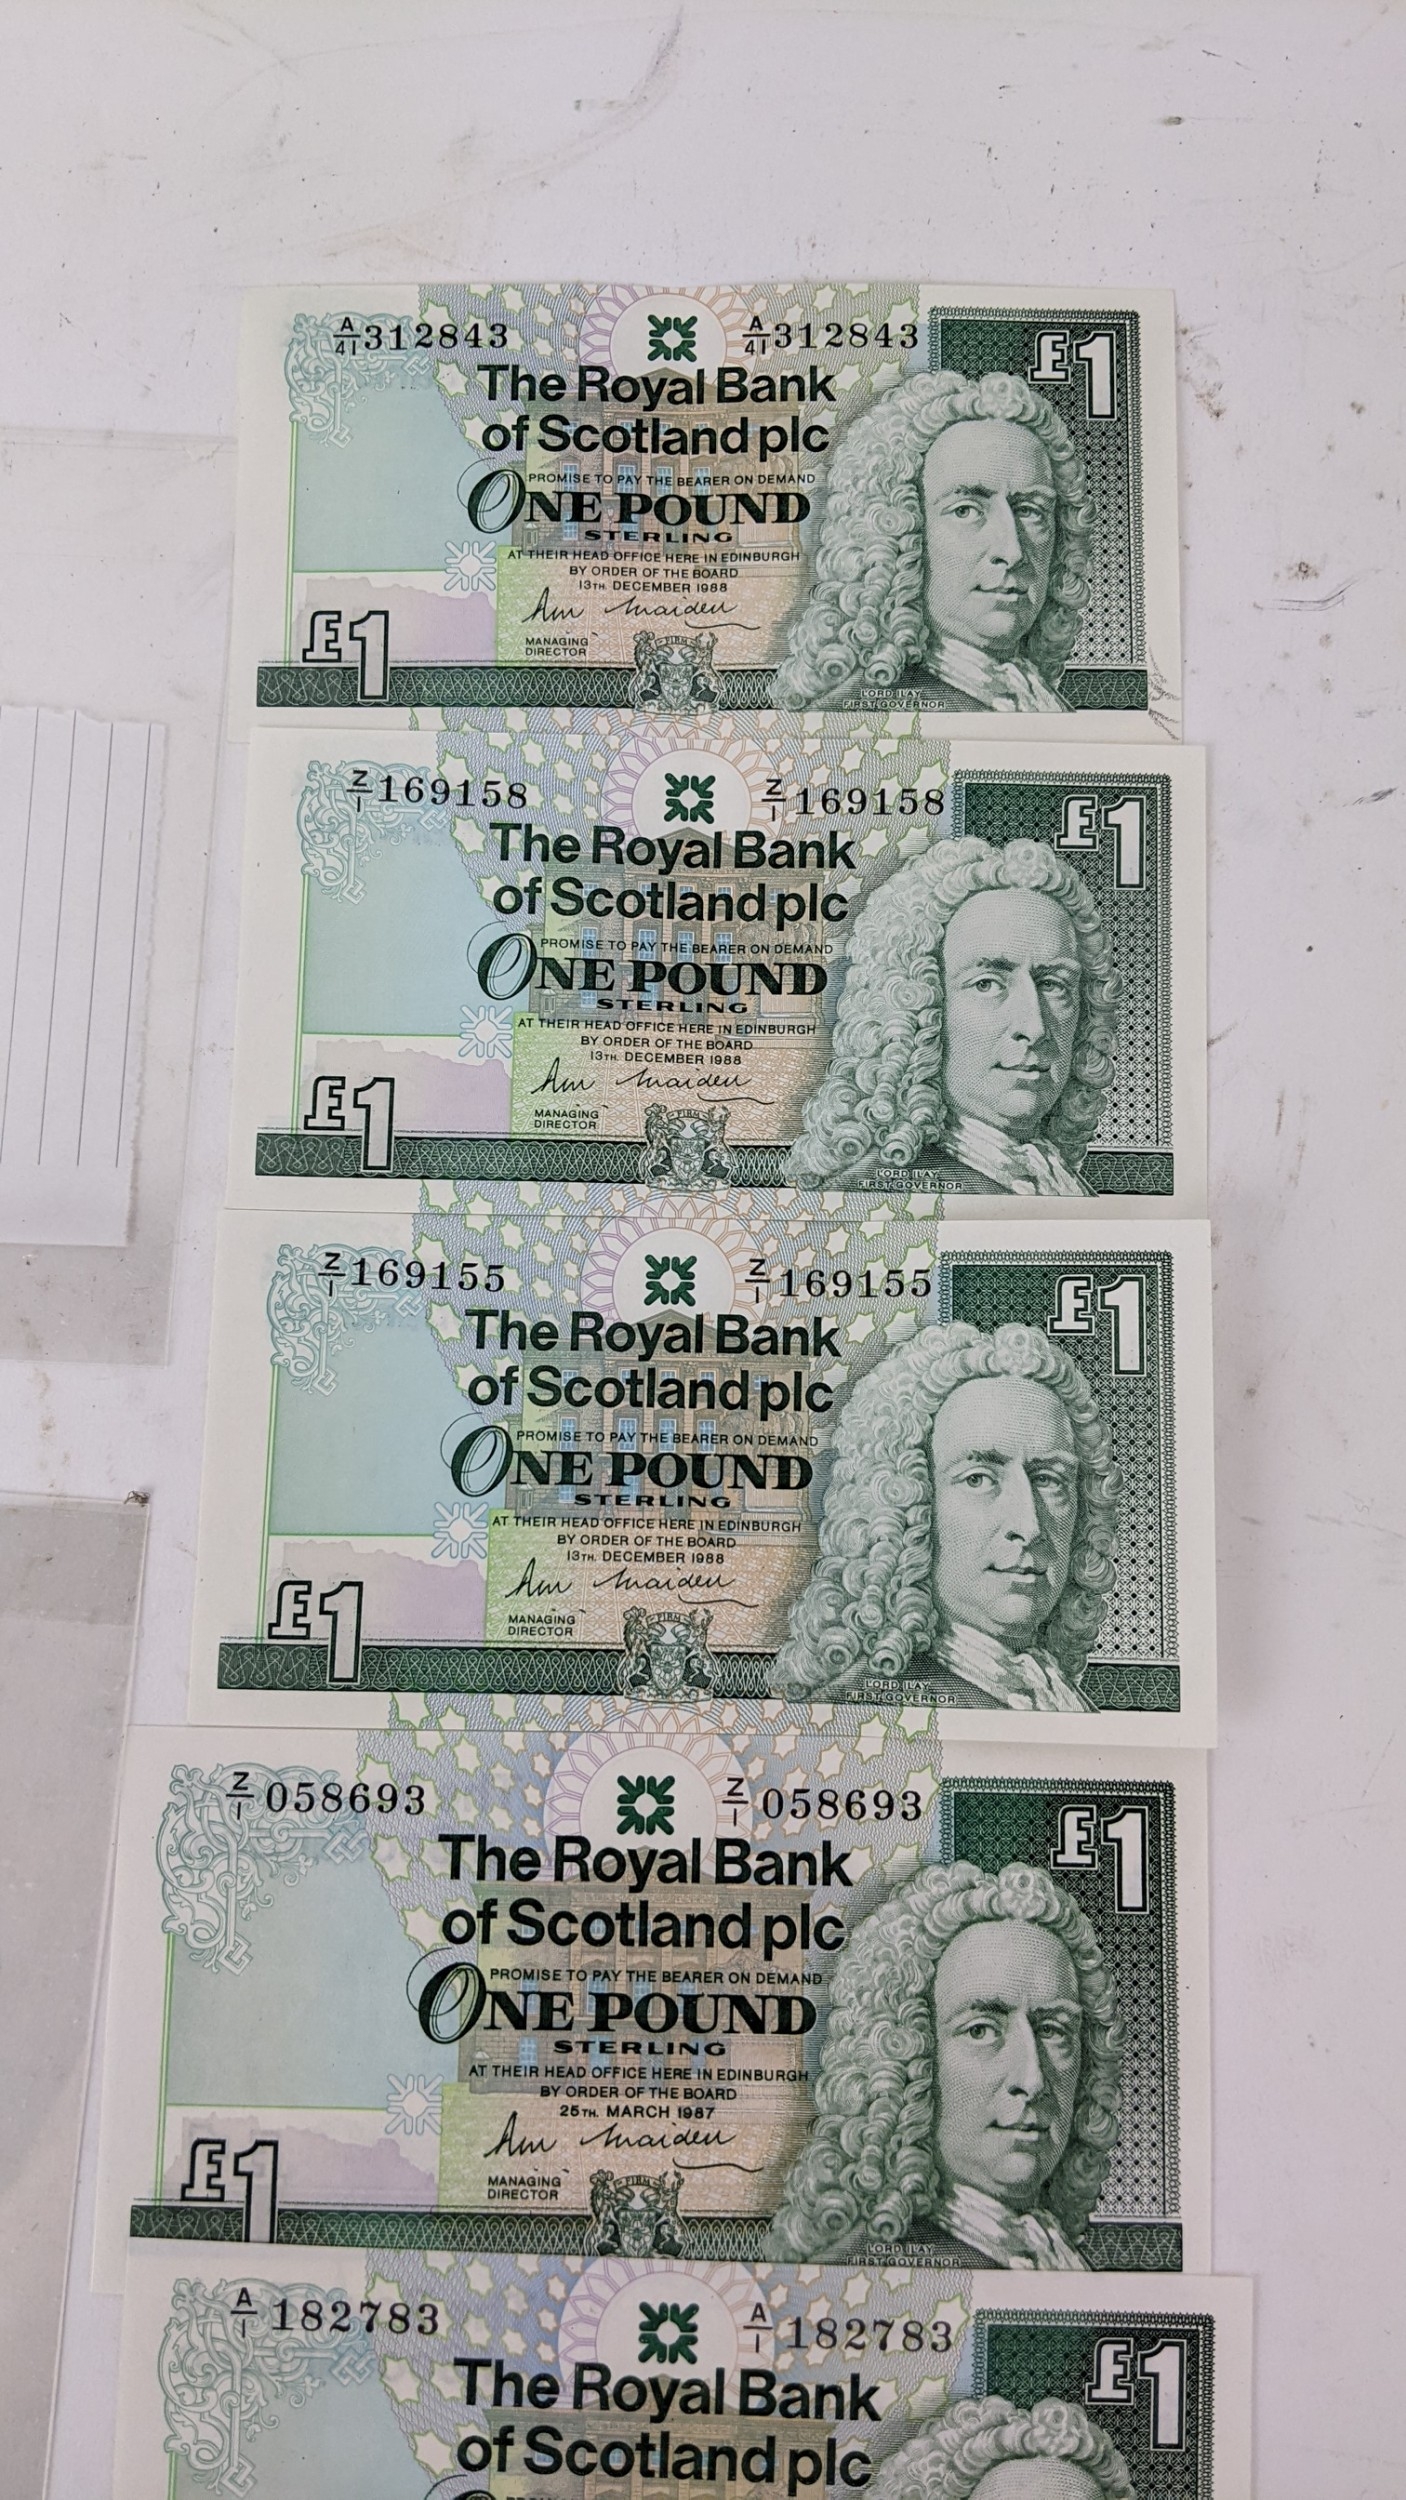 A/41 312843 A/41 312843 £1
The Royal Bank
of Scotland plc
PROMISE TO PAY THE BEARER ON DEMAND
ONE POUND
STERLING
AT THEIR HEAD OFFICE HERE IN EDINBURGH
BY ORDER OF THE BOARD
13TH. DECEMBER 1988
MANAGING
DIRECTOR
FIRM
£1
LORD ILAY
FIRST GOVERNOR
Z/1 169158 Z/1 169158 £1
The Royal Bank
of Scotland plc
PROMISE TO PAY THE BEARER ON DEMAND
ONE POUND
STERLING
AT THEIR HEAD OFFICE HERE IN EDINBURGH
BY ORDER OF THE BOARD
13TH. DECEMBER 1988
MANAGING
DIRECTOR
FIRM
£1
LORD ILAY
FIRST GOVERNOR
Z/1 169155 Z/1 169155 £1
The Royal Bank
of Scotland plc
PROMISE TO PAY THE BEARER ON DEMAND
ONE POUND
STERLING
AT THEIR HEAD OFFICE HERE IN EDINBURGH
BY ORDER OF THE BOARD
13TH. DECEMBER 1988
MANAGING
DIRECTOR
FIRM
£1
LORD ILAY
FIRST GOVERNOR
Z/1 058693 Z/1 058693 £1
The Royal Bank
of Scotland plc
PROMISE TO PAY THE BEARER ON DEMAND
ONE POUND
STERLING
AT THEIR HEAD OFFICE HERE IN EDINBURGH
BY ORDER OF THE BOARD
25TH. MARCH 1987
MANAGING
DIRECTOR
FIRM
£1
LORD ILAY
FIRST GOVERNOR
A/1 182783 A/1 182783 £1
The Royal Bank
of Scotland plc